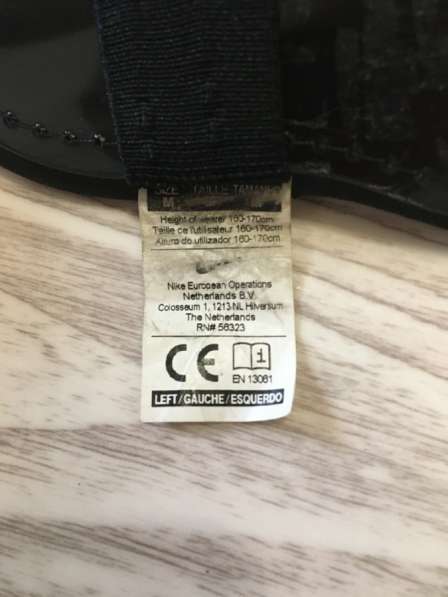 SIZE TAILLE TAMANHO
M M
Height of wearer 160-170cm
Taille de l'utilisateur 160-170cm
Altura do utilizador 160-170cm
Nike European Operations
Netherlands B.V.
Colosseum 1, 1213 NL Hilversum
The Netherlands
RN# 56323
CE i
EN 13061
LEFT/GAUCHE/ESQUERDO